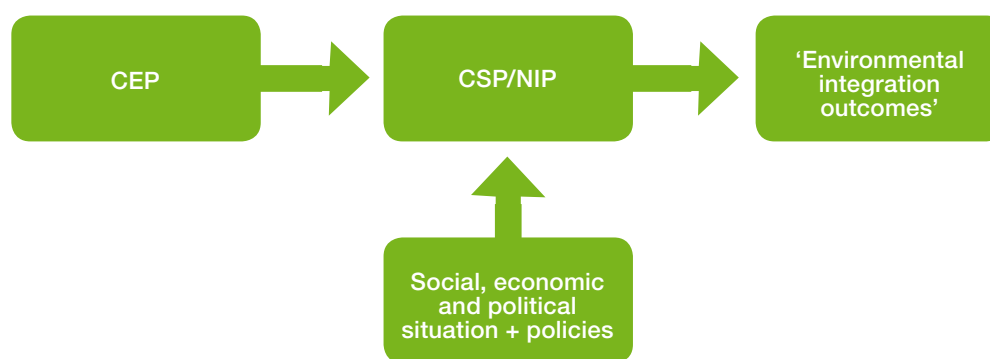 CEP
CSP/NIP
‘Environmental
integration
outcomes’
Social, economic
and political
situation + policies